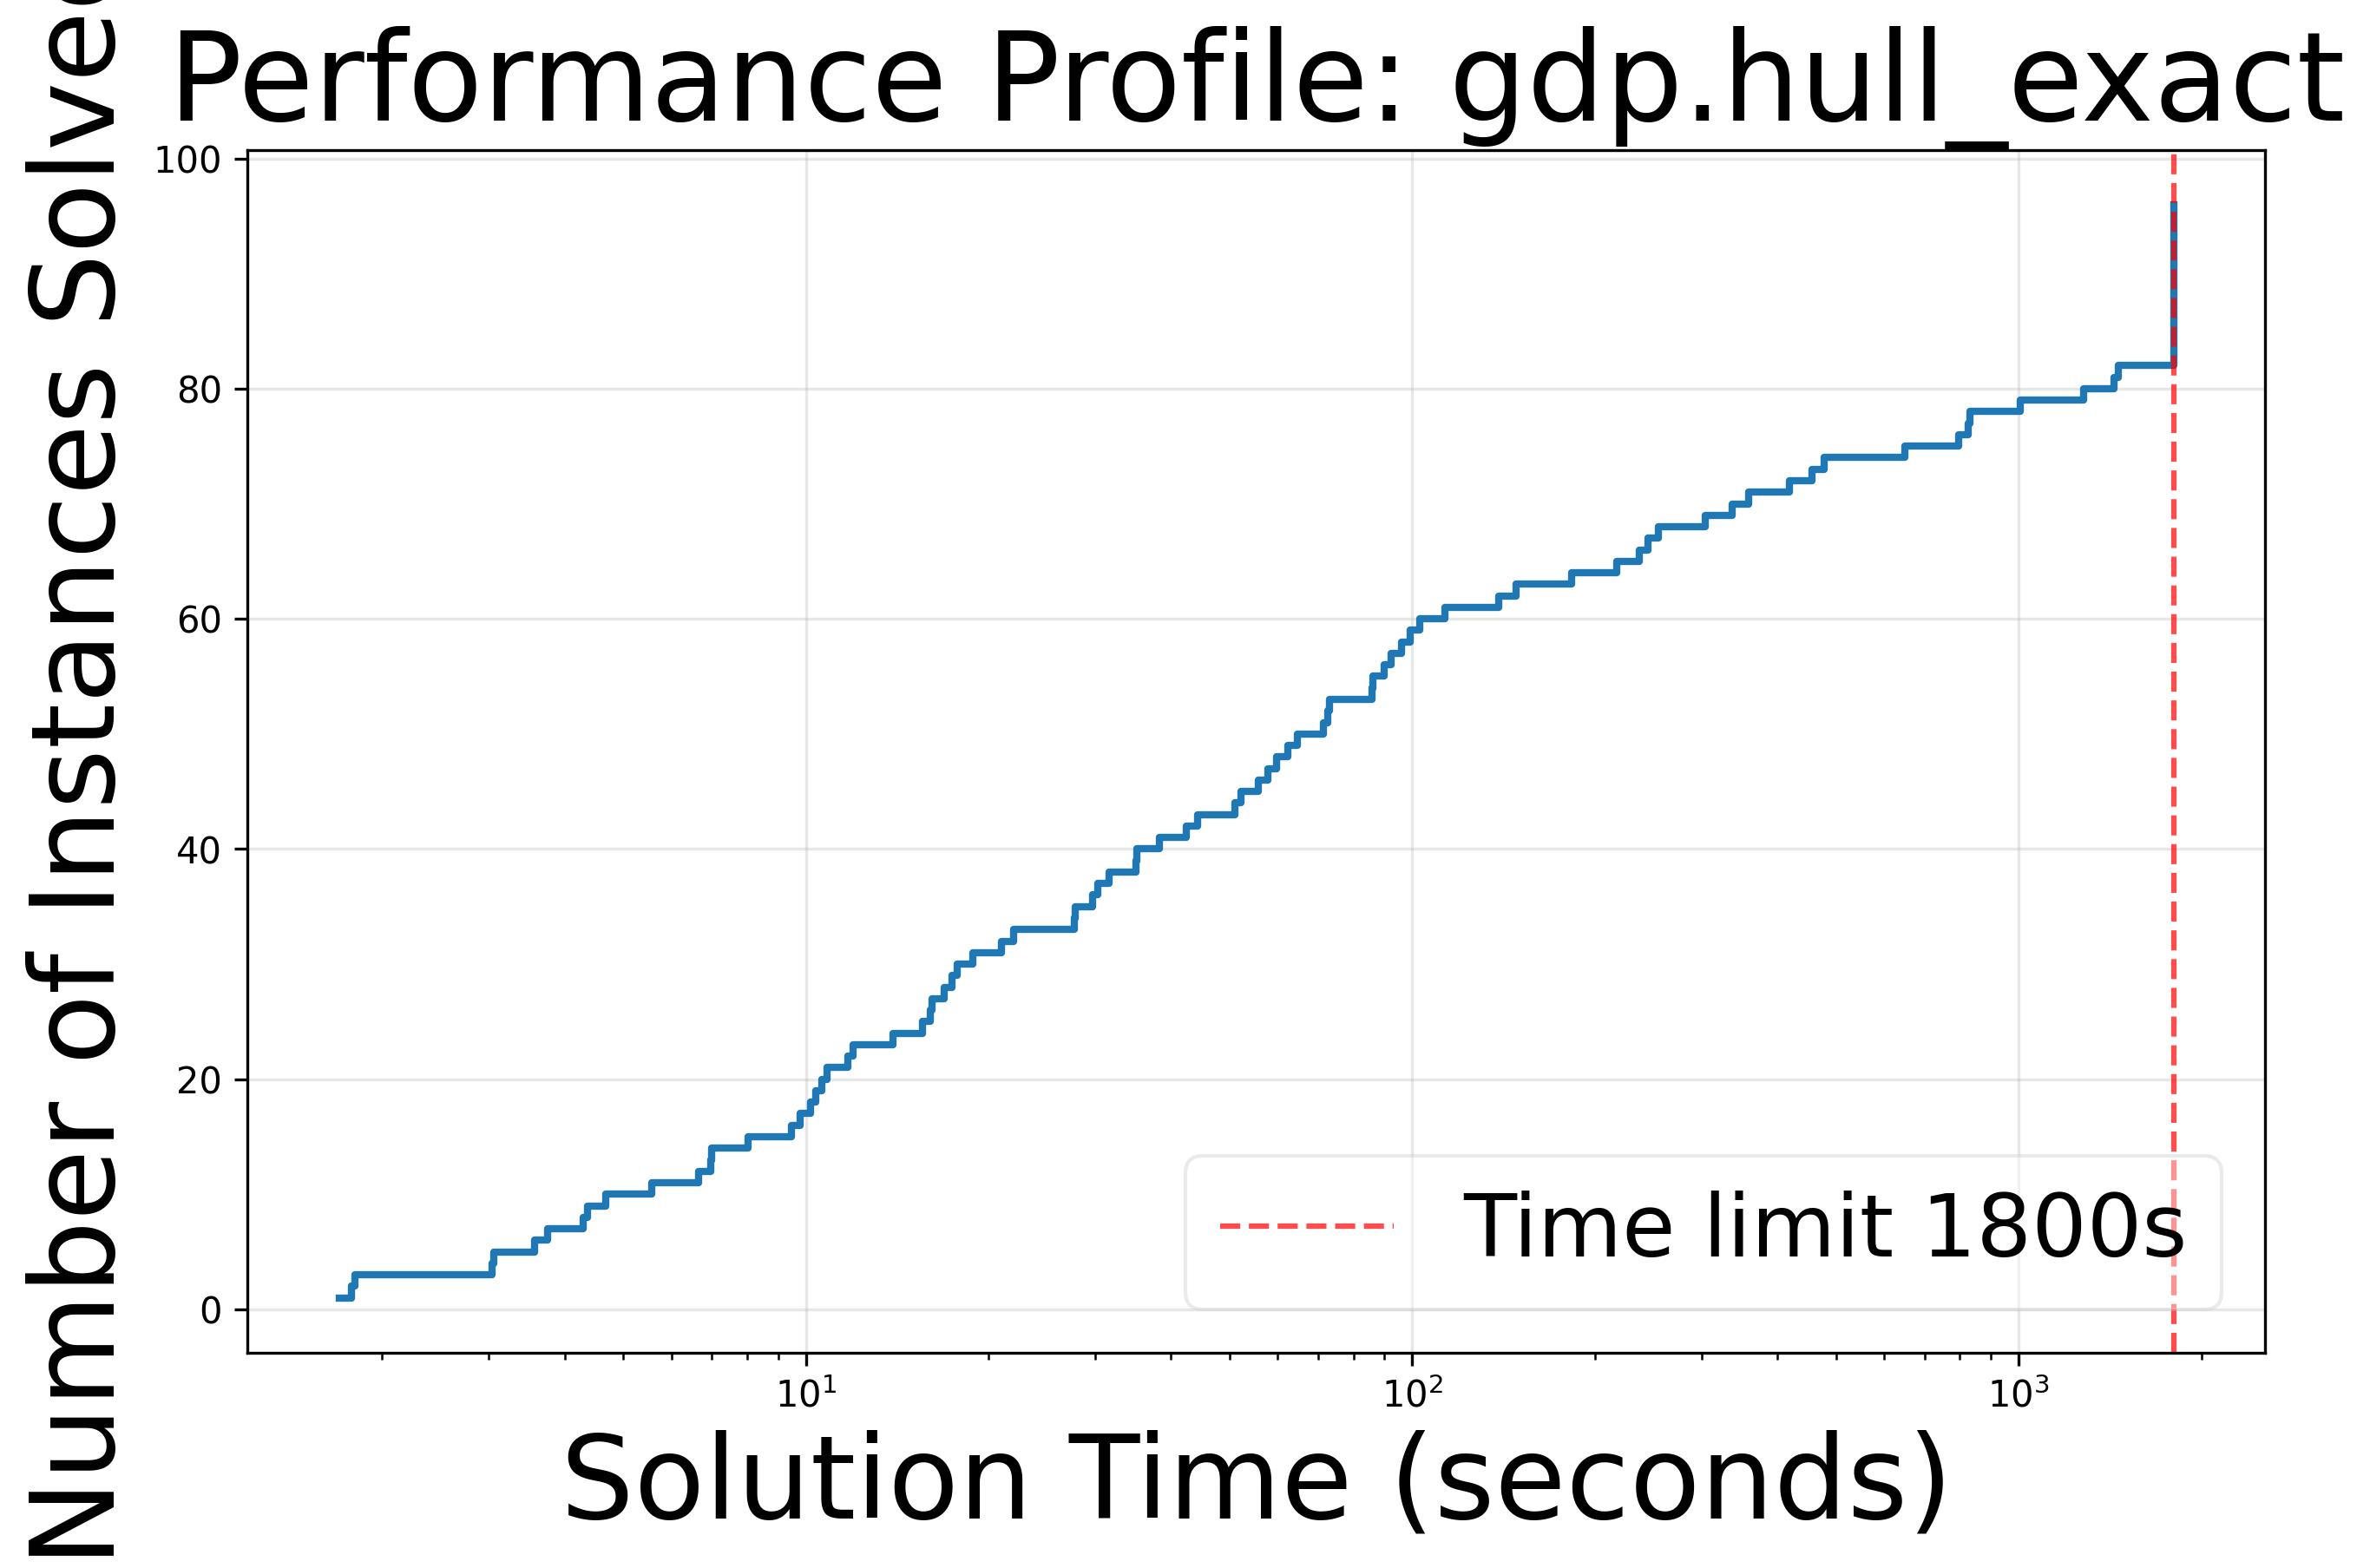 Performance Profile: gdp.hull_exact
Number of Instances Solve
100
80
60
40
20
0
Time limit 1800s
10¹
10²
10³
Solution Time (seconds)